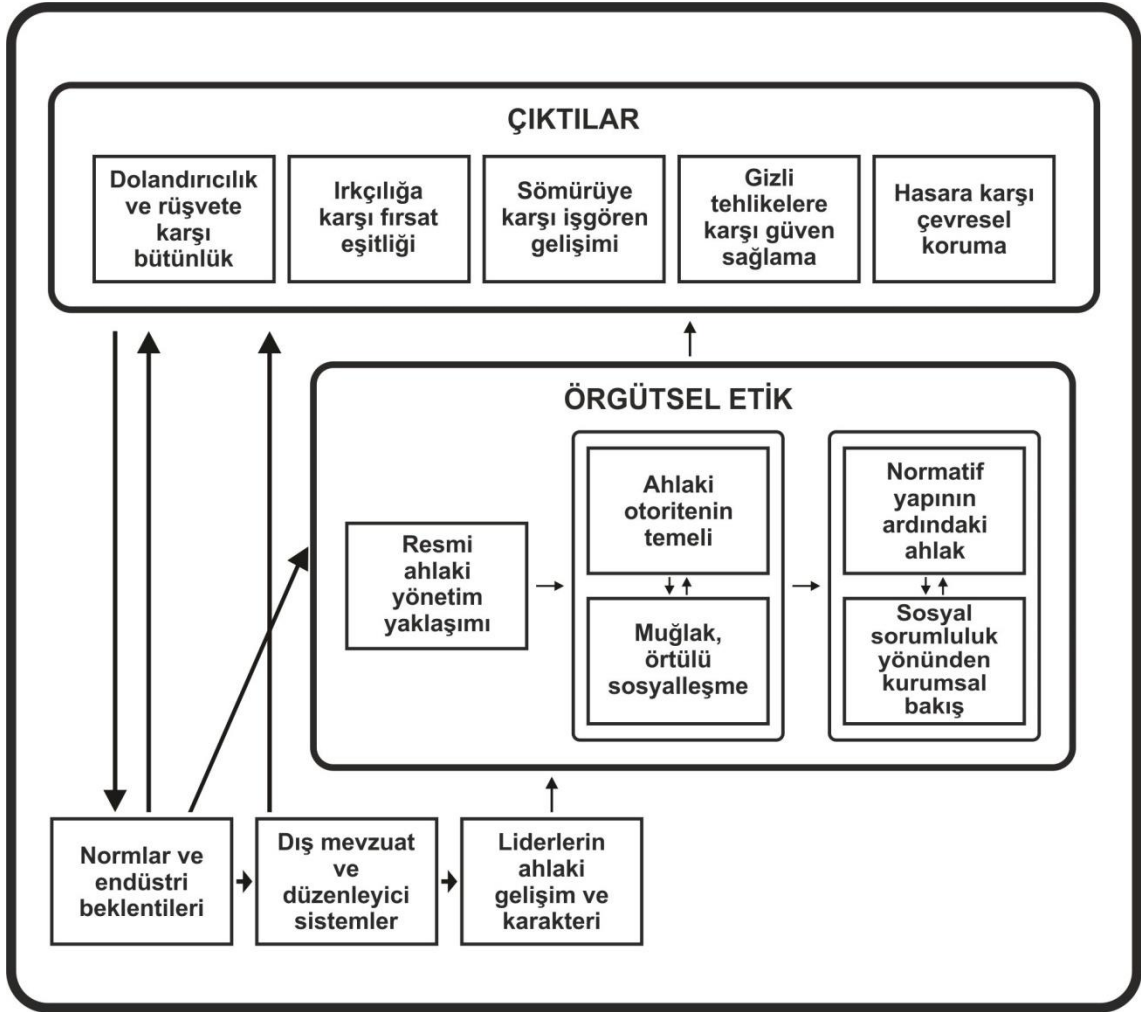 ÇIKTILAR
Dolandırıcılık
ve rüşvete
karşı
bütünlük
Irkçılığa
karşı fırsat
eşitliği
Sömürüye
karşı işgören
gelişimi
Gizli
tehlikelere
karşı güven
sağlama
Hasara karşı
çevresel
koruma
ÖRGÜTSEL ETİK
Resmi
ahlaki
yönetim
yaklaşımı
Ahlaki
otoritenin
temeli
Muğlak,
örtülü
sosyalleşme
Normatif
yapının
ardındaki
ahlak
Sosyal
sorumluluk
yönünden
kurumsal
bakış
Normlar ve
endüstri
beklentileri
Dış mevzuat
ve
düzenleyici
sistemler
Liderlerin
ahlaki
gelişim ve
karakteri